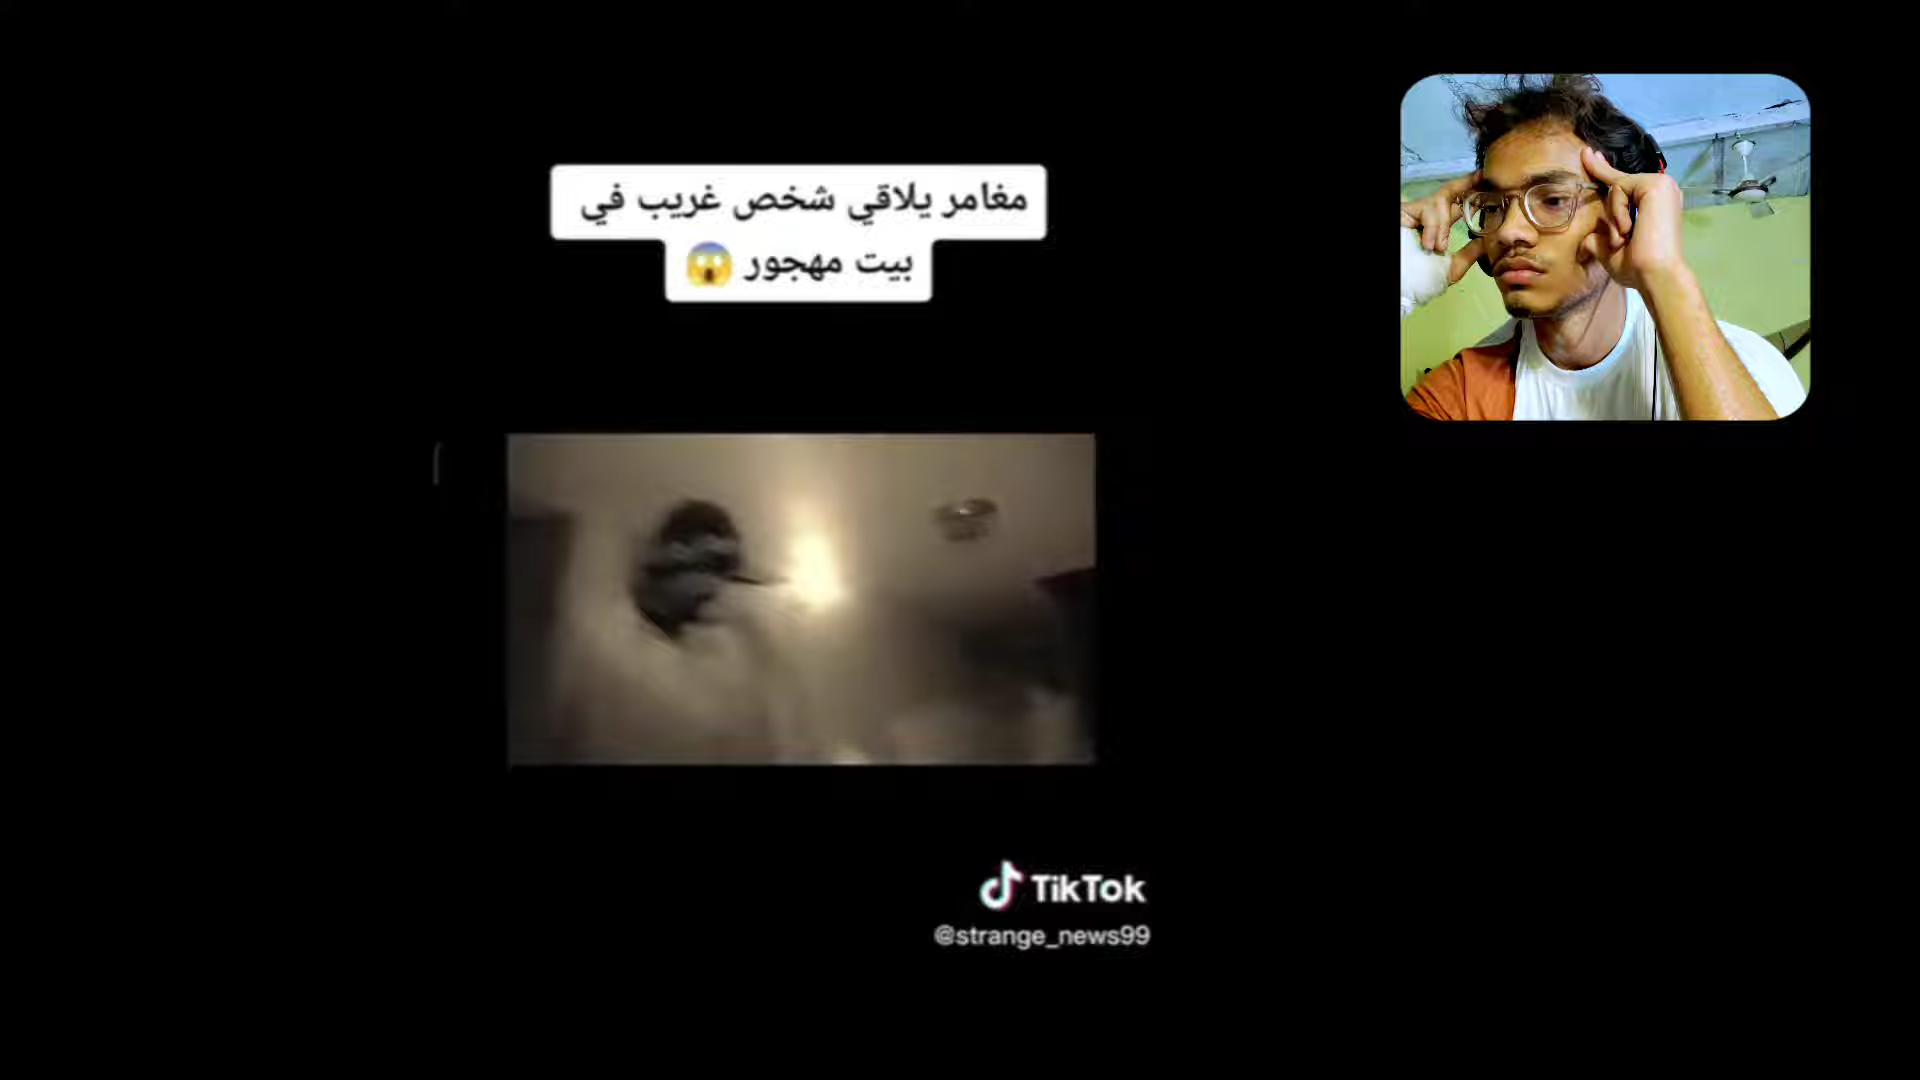 مغامر يلاقي شخص غريب في
بيت مهجور 😱
TikTok
@strange_news99